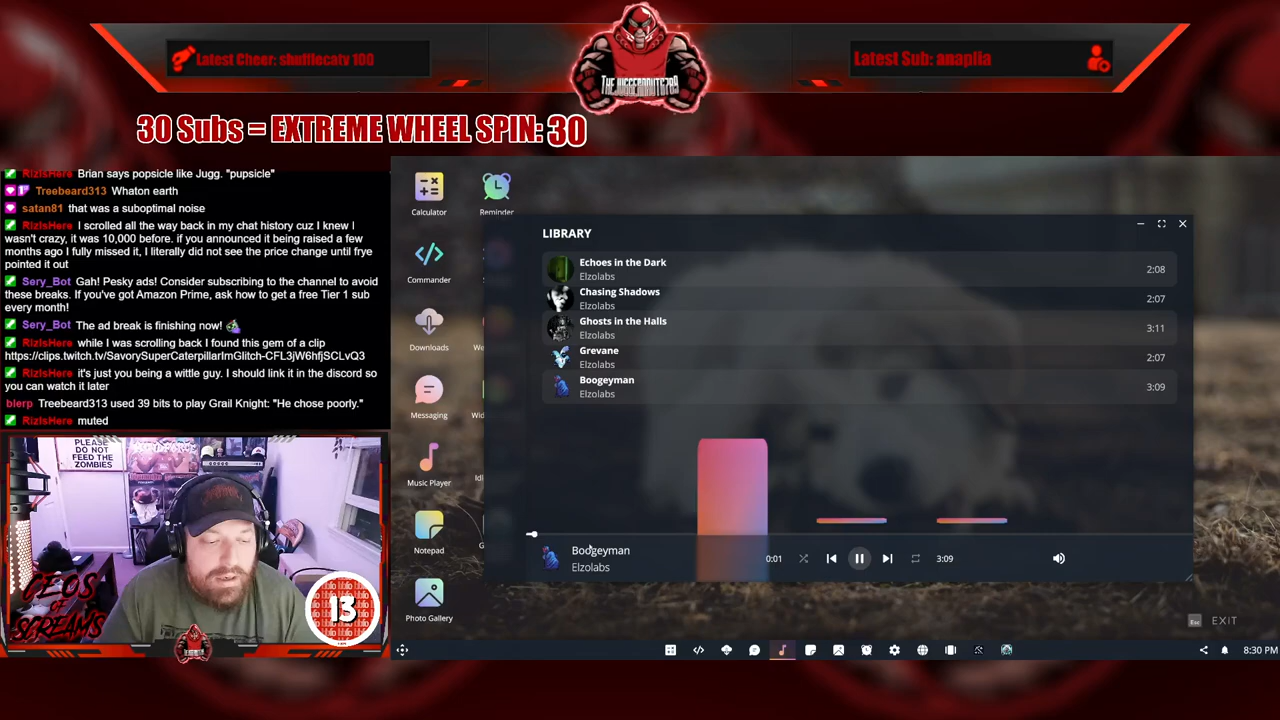 Latest Cheer: shufflecatv 100
THEJUGGERNAUT6789
Latest Sub: anaplia
30 Subs = EXTREME WHEEL SPIN: 30
RizIsHere Brian says popsicle like Jugg. "pupsicle"
Treebeard313 Whaton earth
satan81 that was a suboptimal noise
RizIsHere I scrolled all the way back in my chat history cuz I knew I
wasn't crazy, it was 10,000 before. if you announced it being raised a few
months ago I fully missed it, I literally did not see the price change until frye
pointed it out
Sery_Bot Gah! Pesky ads! Consider subscribing to the channel to avoid
these breaks. If you've got Amazon Prime, ask how to get a free Tier 1 sub
every month!
Sery_Bot The ad break is finishing now!
RizIsHere while I was scrolling back I found this gem of a clip
https://clips.twitch.tv/SavorySuperCaterpillarImGlitch-CFL3jW6hfjSCLvQ3
RizIsHere it's just you being a wittle guy. I should link it in the discord so
you can watch it later
blerp Treebeard313 used 39 bits to play Grail Knight: "He chose poorly."
RizIsHere muted
PLEASE
DO NOT
FEED THE
ZOMBIES
CEOS
OF
SCREAMS
13
Calculator
Reminder
Commander
Downloads
Messaging
Music Player
Notepad
Photo Gallery
LIBRARY
Echoes in the Dark
Elzolabs
2:08
Chasing Shadows
Elzolabs
2:07
Ghosts in the Halls
Elzolabs
3:11
Grevane
Elzolabs
2:07
Boogeyman
Elzolabs
3:09
Boogeyman
Elzolabs
0:01
3:09
Esc EXIT
8:30 PM